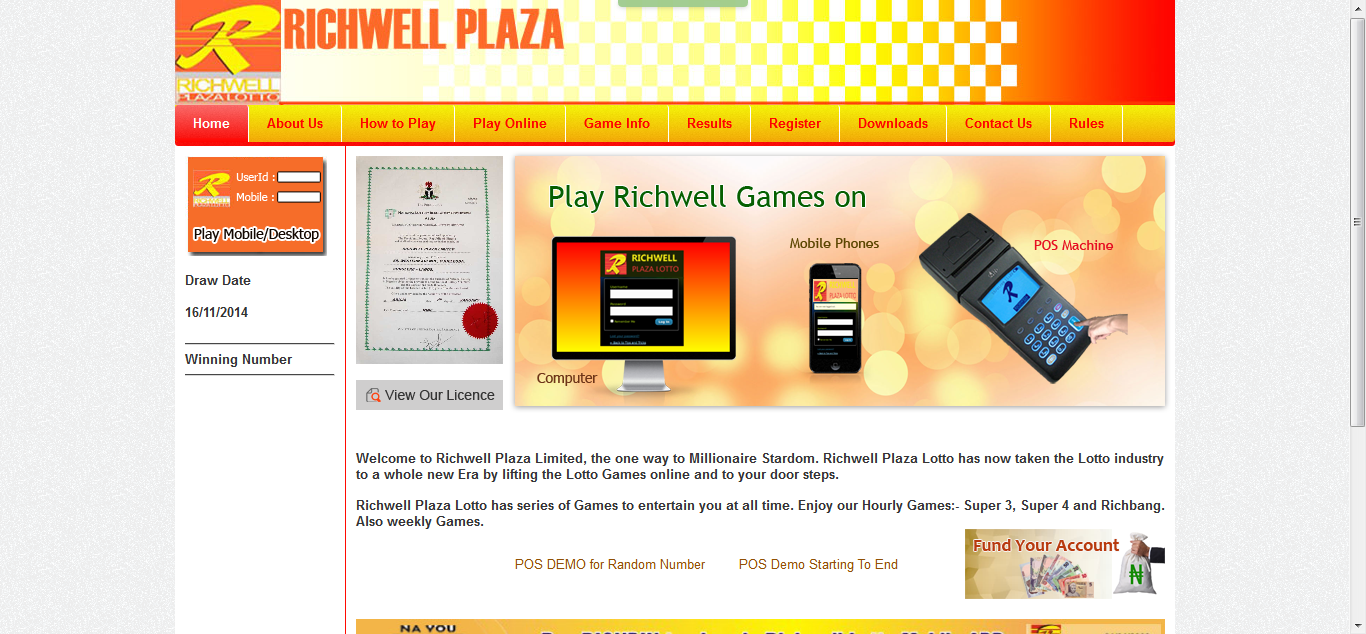 RICHWELL PLAZA
RICHWELL
PLAZA LOTTO
Home About Us How to Play Play Online Game Info Results Register Downloads Contact Us Rules
UserId :
Mobile :
Play Mobile/Desktop
Draw Date
16/11/2014
Winning Number
View Our Licence
Play Richwell Games on
Mobile Phones
POS Machine
RICHWELL
PLAZA LOTTO
Computer
Welcome to Richwell Plaza Limited, the one way to Millionaire Stardom. Richwell Plaza Lotto has now taken the Lotto industry
to a whole new Era by lifting the Lotto Games online and to your door steps.
Richwell Plaza Lotto has series of Games to entertain you at all time. Enjoy our Hourly Games:- Super 3, Super 4 and Richbang.
Also weekly Games.
Fund Your Account
₦
POS DEMO for Random Number POS Demo Starting To End
NA YOU